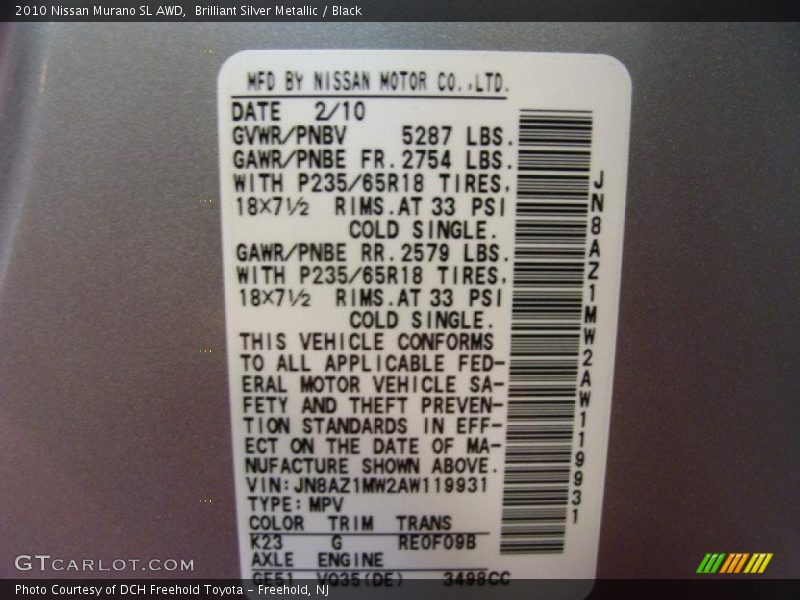 2010 Nissan Murano SL AWD,  Brilliant Silver Metallic / Black
MFD BY NISSAN MOTOR CO.,LTD.
DATE 2/10
GVWR/PNBV 5287 LBS.
GAWR/PNBE FR. 2754 LBS.
WITH P235/65R18 TIRES,
18×7½ RIMS. AT 33 PSI
COLD SINGLE.
GAWR/PNBE RR. 2579 LBS.
WITH P235/65R18 TIRES,
18×7½ RIMS. AT 33 PSI
COLD SINGLE.
THIS VEHICLE CONFORMS
TO ALL APPLICABLE FED-
ERAL MOTOR VEHICLE SA-
FETY AND THEFT PREVEN-
TION STANDARDS IN EFF-
ECT ON THE DATE OF MA-
NUFACTURE SHOWN ABOVE.
VIN:JN8AZ1MW2AW119931
TYPE: MPV
COLOR TRIM TRANS
K23 G RE0F09B
AXLE ENGINE
CE51 VQ35(DE) 3498CC
JN8AZ1MW2AW119931
GTCARLOT.COM
Photo Courtesy of DCH Freehold Toyota - Freehold, NJ